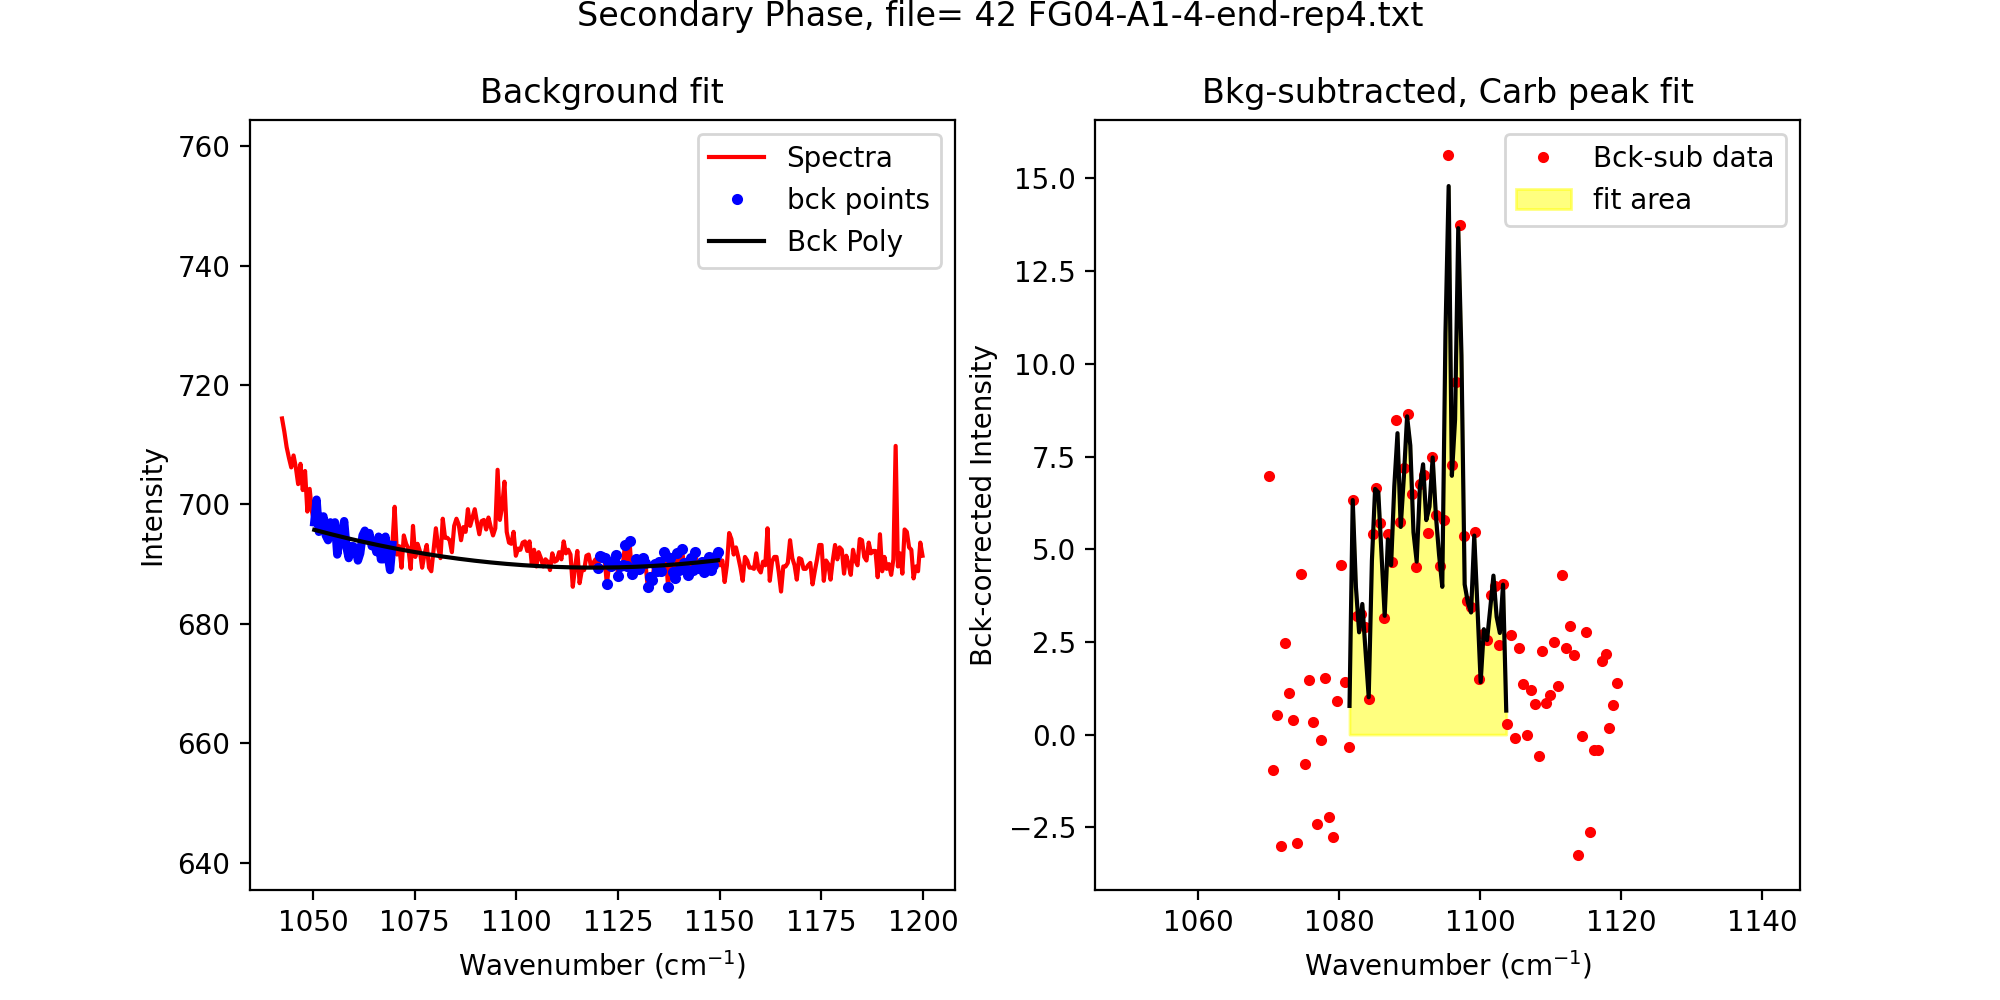 Secondary Phase, file= 42 FG04-A1-4-end-rep4.txt
Background fit
760
740
720
700
680
660
640
Intensity
Spectra
bck points
Bck Poly
1050 1075 1100 1125 1150 1175 1200
Wavenumber (cm⁻¹)
Bkg-subtracted, Carb peak fit
15.0
12.5
10.0
7.5
5.0
2.5
0.0
−2.5
Bck-corrected Intensity
Bck-sub data
fit area
1060 1080 1100 1120 1140
Wavenumber (cm⁻¹)